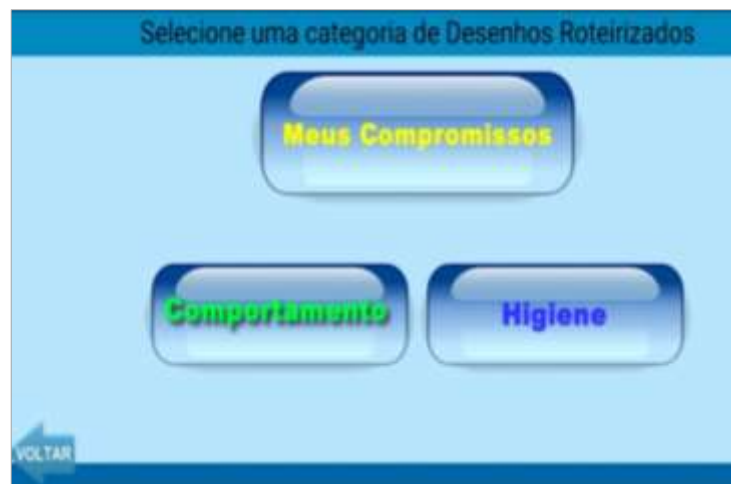 Selecione uma categoria de Desenhos Roteirizados
Meus Compromissos
Comportamento
Higiene
VOLTAR